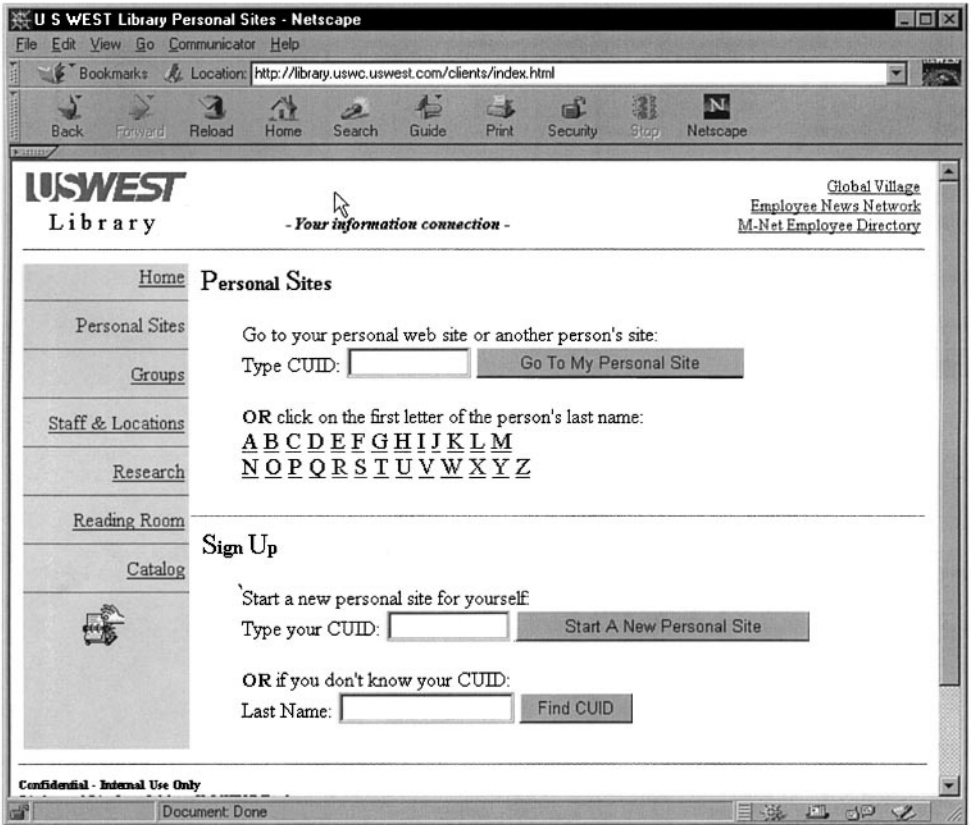 U S WEST Library Personal Sites - Netscape
File Edit View Go Communicator Help
Bookmarks Location: http://library.uswc.uswest.com/clients/index.html
Back Forward Reload Home Search Guide Print Security Stop Netscape
N
USWEST
Library
- Your information connection -
Global Village
Employee News Network
M-Net Employee Directory
Home
Personal Sites
Groups
Staff & Locations
Research
Reading Room
Catalog
Personal Sites
Go to your personal web site or another person's site:
Type CUID: Go To My Personal Site
OR click on the first letter of the person's last name:
A B C D E F G H I J K L M
N O P Q R S T U V W X Y Z
Sign Up
Start a new personal site for yourself:
Type your CUID: Start A New Personal Site
OR if you don't know your CUID:
Last Name: Find CUID
Confidential - Internal Use Only
Document: Done